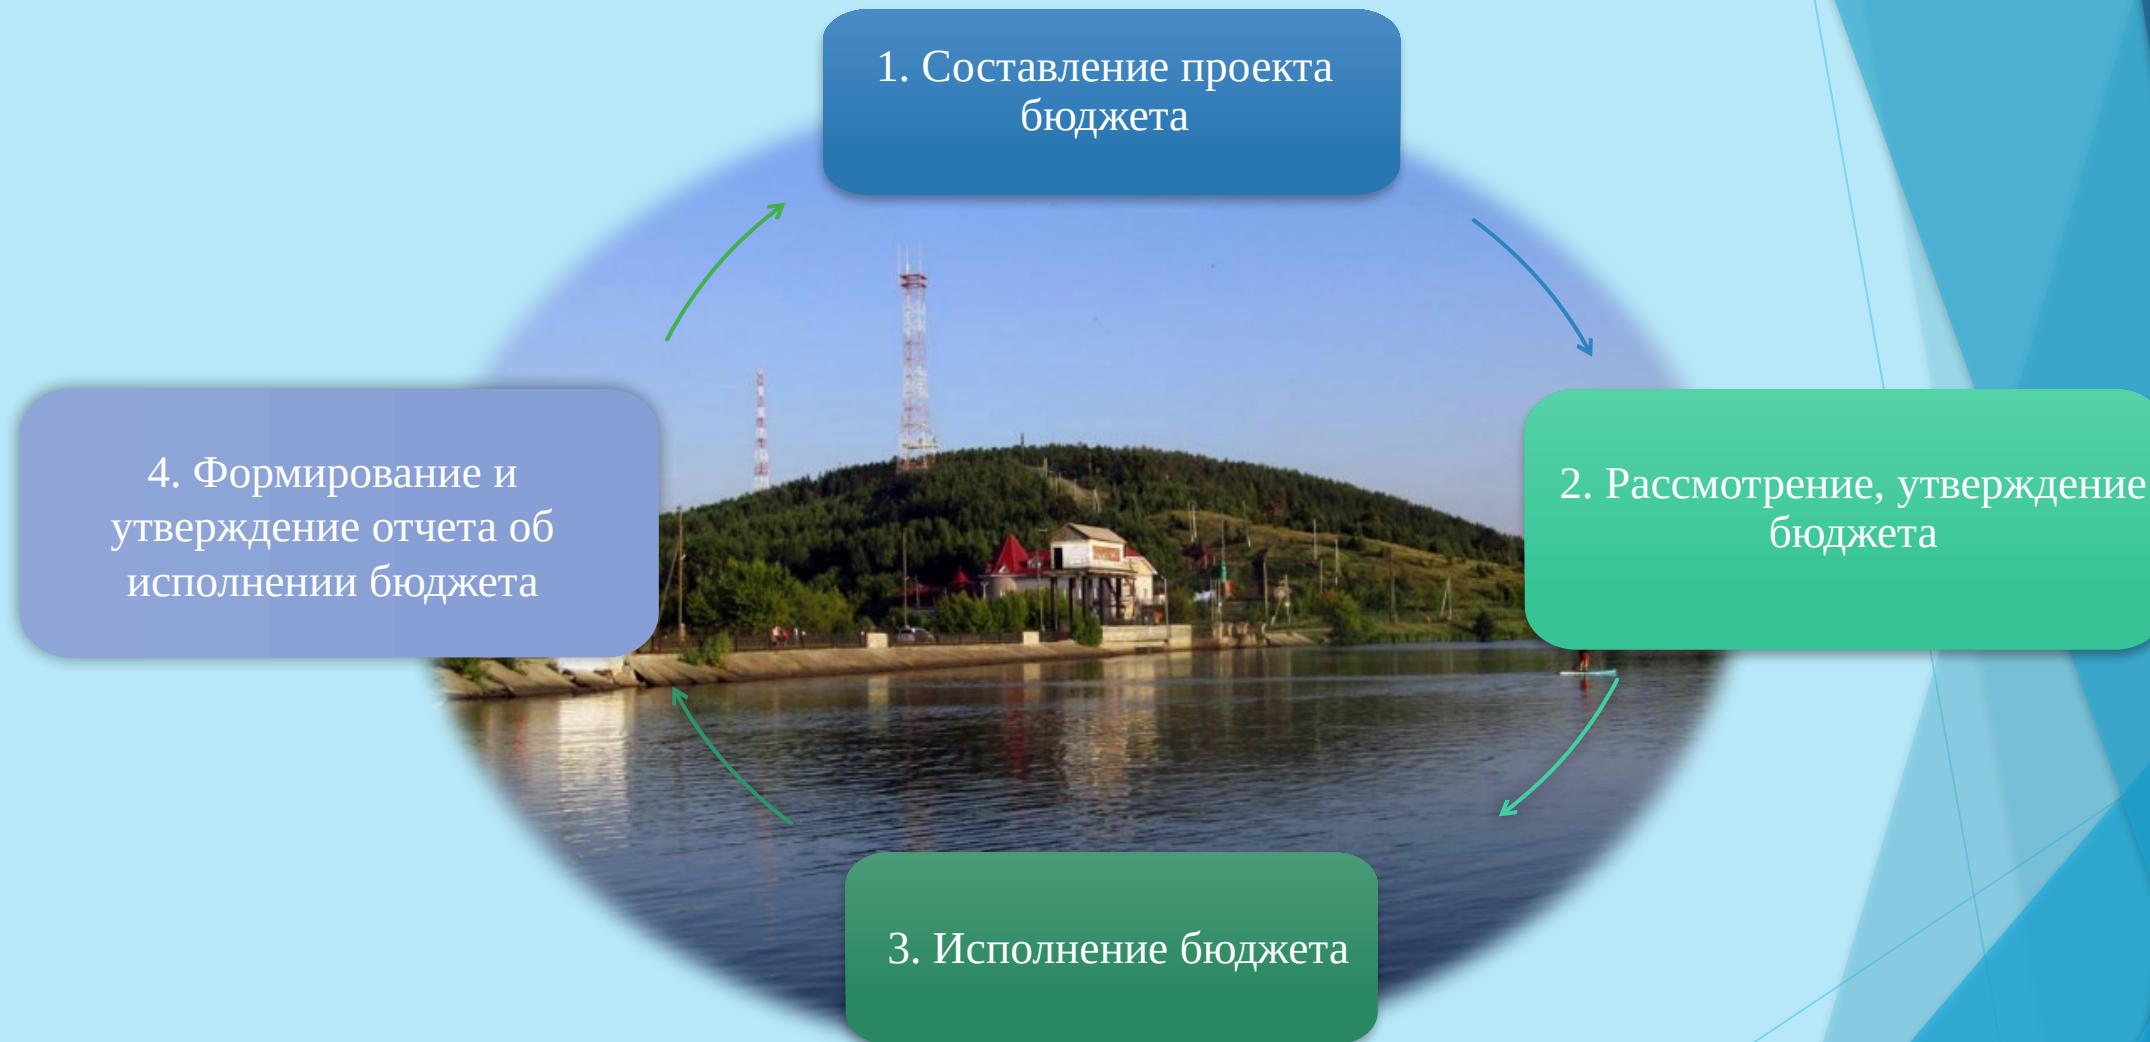 1. Составление проекта
бюджета
2. Рассмотрение, утверждение
бюджета
3. Исполнение бюджета
4. Формирование и
утверждение отчета об
исполнении бюджета